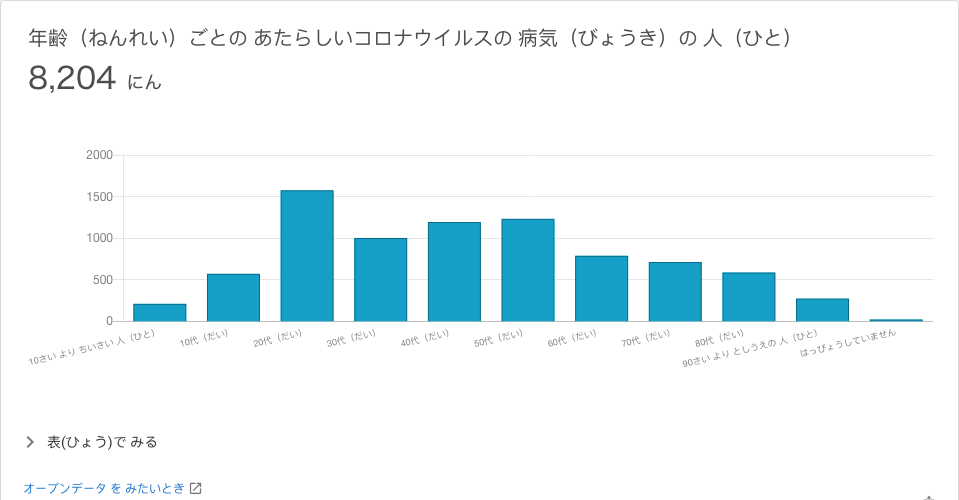 年齢（ねんれい）ごとの あたらしいコロナウイルスの 病気（びょうき）の 人（ひと）
8,204 にん
2000
1500
1000
500
0
10さい より ちいさい 人（ひと）
10代（だい）
20代（だい）
30代（だい）
40代（だい）
50代（だい）
60代（だい）
70代（だい）
80代（だい）
90さい より としうえの 人（ひと）
はっぴょうしていません
表(ひょう)で みる
オープンデータ を みたいとき